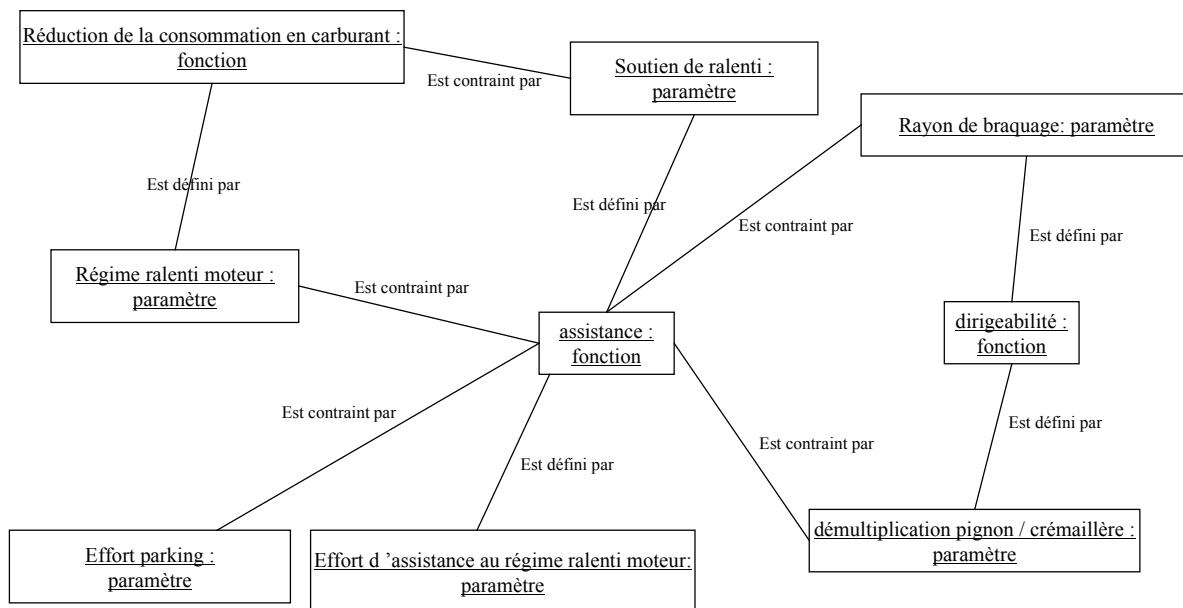 Réduction de la consommation en carburant :
fonction
Soutien de ralenti :
paramètre
Est contraint par
Rayon de braquage: paramètre
Est défini par
Est défini par
Est contraint par
Est défini par
Régime ralenti moteur :
paramètre
Est contraint par
assistance :
fonction
dirigeabilité :
fonction
Est contraint par
Est défini par
Est contraint par
Est défini par
Effort parking :
paramètre
Effort d ’assistance au régime ralenti moteur:
paramètre
démultiplication pignon / crémaillère :
paramètre